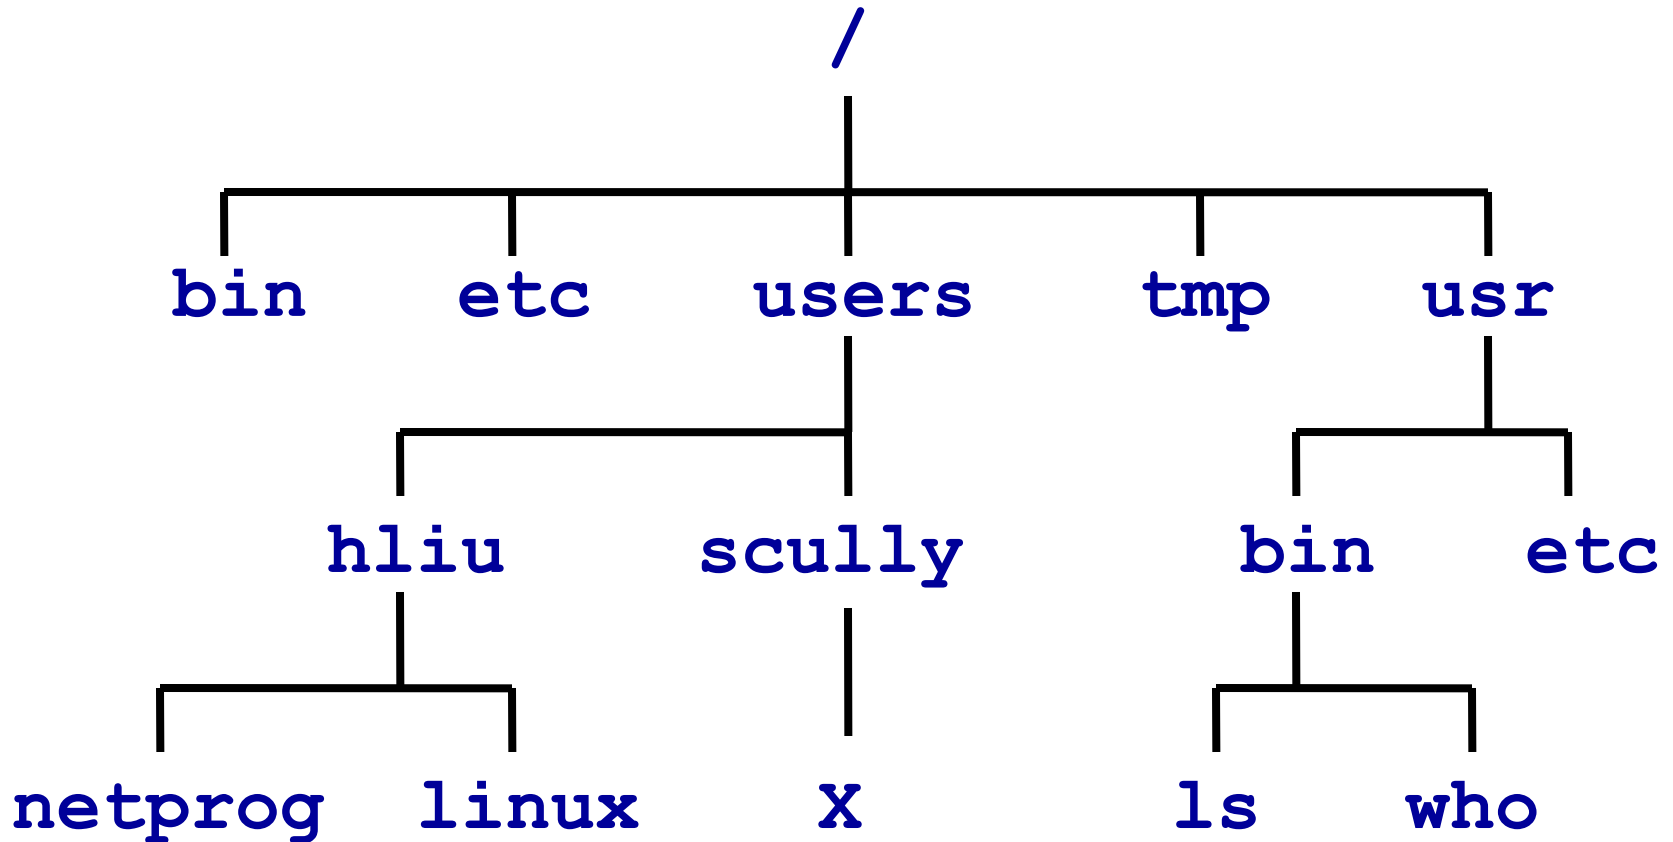 /
bin etc users tmp usr
hliu scully bin etc
netprog linux X ls who